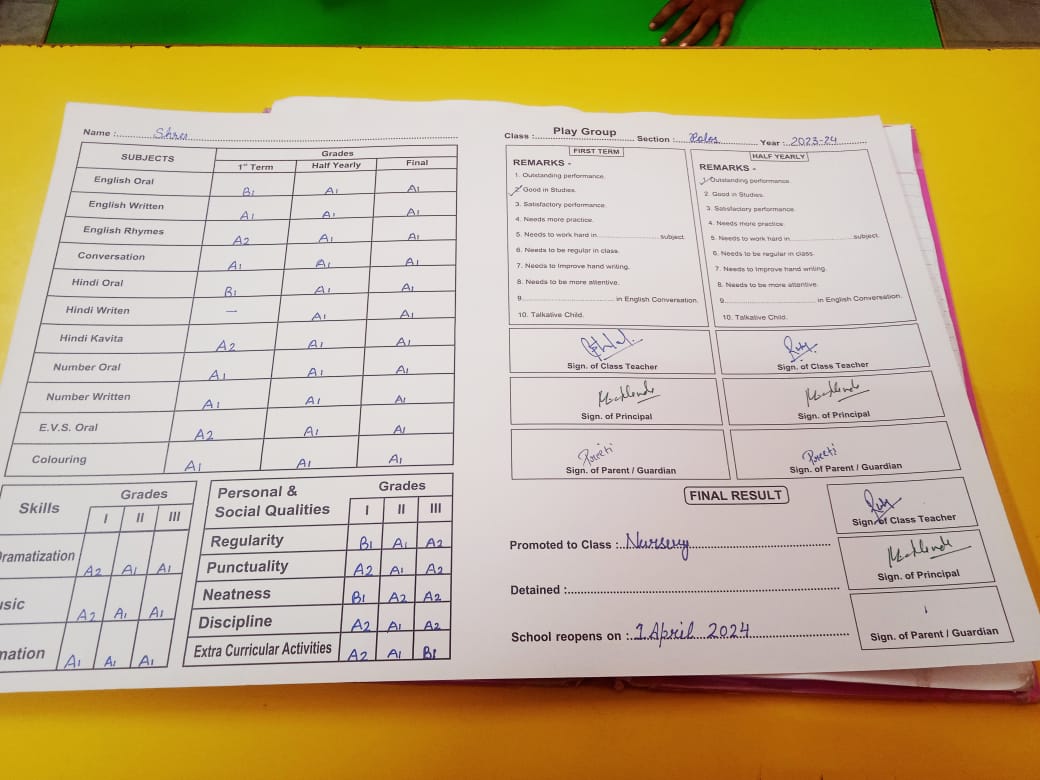 Name :
SUBJECTS Grades
1st Term Half Yearly Final
English Oral B1 A1 A1
English Written A1 A1 A1
English Rhymes A2 A1 A1
Conversation A1 A1 A1
Hindi Oral B1 A1 A1
Hindi Writen — A1 A1
Hindi Kavita A2 A1 A1
Number Oral A1 A1 A1
Number Written A1 A1 A1
E.V.S. Oral A2 A1 A1
Colouring A1 A1 A1
Skills Grades
I II III
Dramatization A2 A1 A1
usic A2 A1 A1
nation A1 A1 A1
Personal & Social Qualities Grades
I II III
Regularity B1 A1 A2
Punctuality A2 A1 A2
Neatness B1 A2 A2
Discipline A2 A1 A2
Extra Curricular Activities A2 A1 B1
Class : Play Group Section : Year : 2023-24
FIRST TERM
REMARKS -
1. Outstanding performance.
2. Good in Studies.
3. Satisfactory performance.
4. Needs more practice.
5. Needs to work hard in subject.
6. Needs to be regular in class.
7. Needs to Improve hand writing.
8. Needs to be more attentive.
9. in English Conversation.
10. Talkative Child.
Sign. of Class Teacher
Sign. of Principal
Preeti
Sign. of Parent / Guardian
HALF YEARLY
REMARKS -
1. Outstanding performance.
2. Good in Studies.
3. Satisfactory performance.
4. Needs more practice.
5. Needs to work hard in subject.
6. Needs to be regular in class.
7. Needs to Improve hand writing.
8. Needs to be more attentive.
9. in English Conversation.
10. Talkative Child.
Sign. of Class Teacher
Sign. of Principal
Preeti
Sign. of Parent / Guardian
FINAL RESULT
Promoted to Class : Nursery
Detained :
School reopens on : 1 April 2024
Sign. of Class Teacher
Sign. of Principal
Sign. of Parent / Guardian